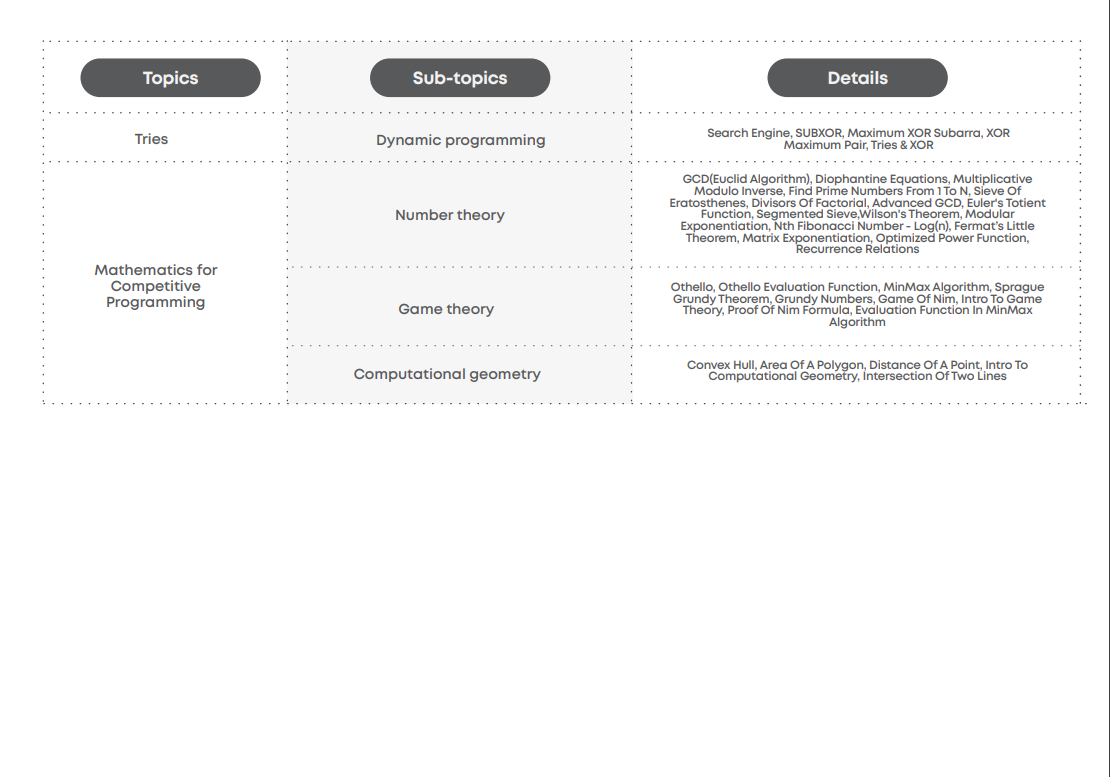 Topics
Sub-topics
Details
Tries
Dynamic programming
Search Engine, SUBXOR, Maximum XOR Subarra, XOR
Maximum Pair, Tries & XOR
Mathematics for
Competitive
Programming
Number theory
GCD(Euclid Algorithm), Diophantine Equations, Multiplicative
Modulo Inverse, Find Prime Numbers From 1 To N, Sieve Of
Eratosthenes, Divisors Of Factorial, Advanced GCD, Euler's Totient
Function, Segmented Sieve,Wilson's Theorem, Modular
Exponentiation, Nth Fibonacci Number - Log(n), Fermat's Little
Theorem, Matrix Exponentiation, Optimized Power Function,
Recurrence Relations
Game theory
Othello, Othello Evaluation Function, MinMax Algorithm, Sprague
Grundy Theorem, Grundy Numbers, Game Of Nim, Intro To Game
Theory, Proof Of Nim Formula, Evaluation Function In MinMax
Algorithm
Computational geometry
Convex Hull, Area Of A Polygon, Distance Of A Point, Intro To
Computational Geometry, Intersection Of Two Lines